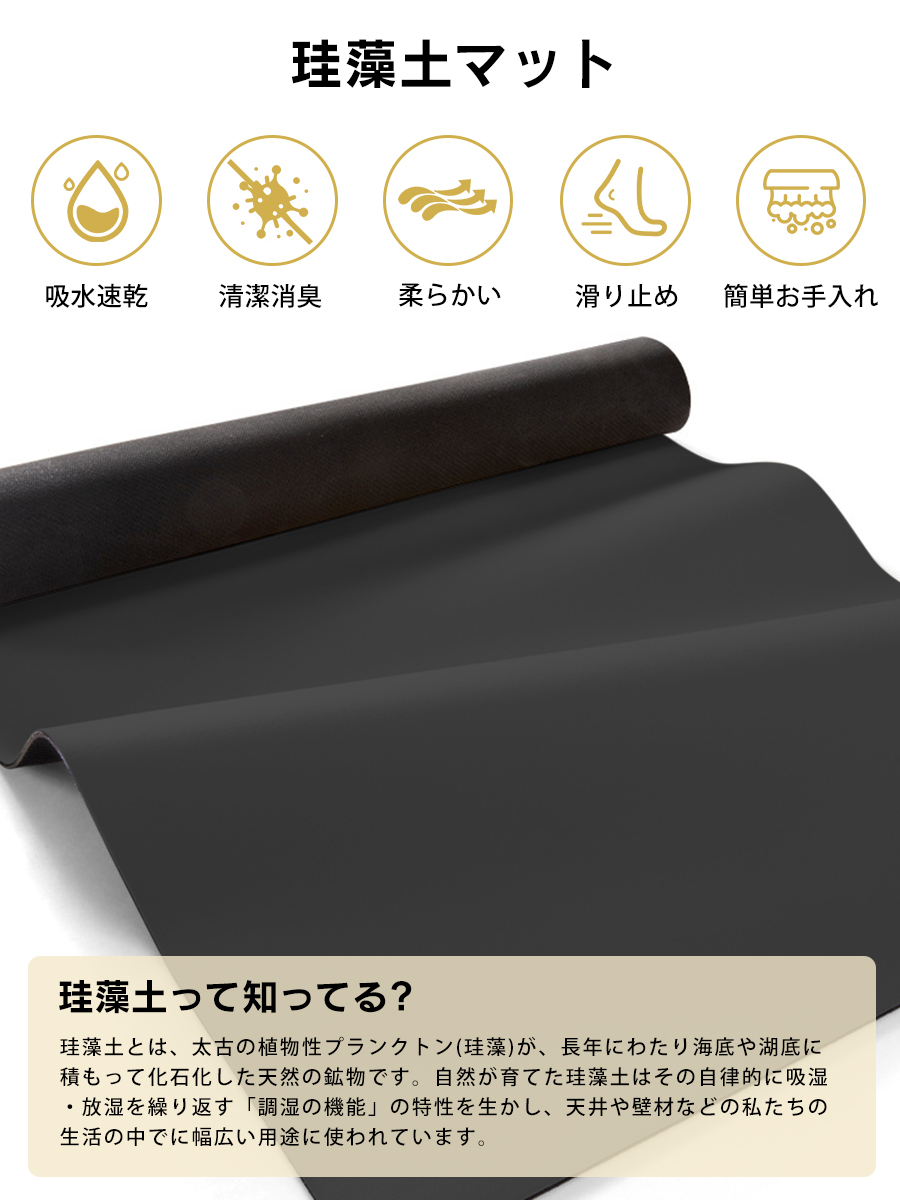 珪藻土マット
吸水速乾
清潔消臭
柔らかい
滑り止め
簡単お手入れ
珪藻土って知ってる?
珪藻土とは、太古の植物性プランクトン(珪藻)が、長年にわたり海底や湖底に
積もって化石化した天然の鉱物です。自然が育てた珪藻土はその自律的に吸湿
・放湿を繰り返す「調湿の機能」の特性を生かし、天井や壁材などの私たちの
生活の中でに幅広い用途に使われています。